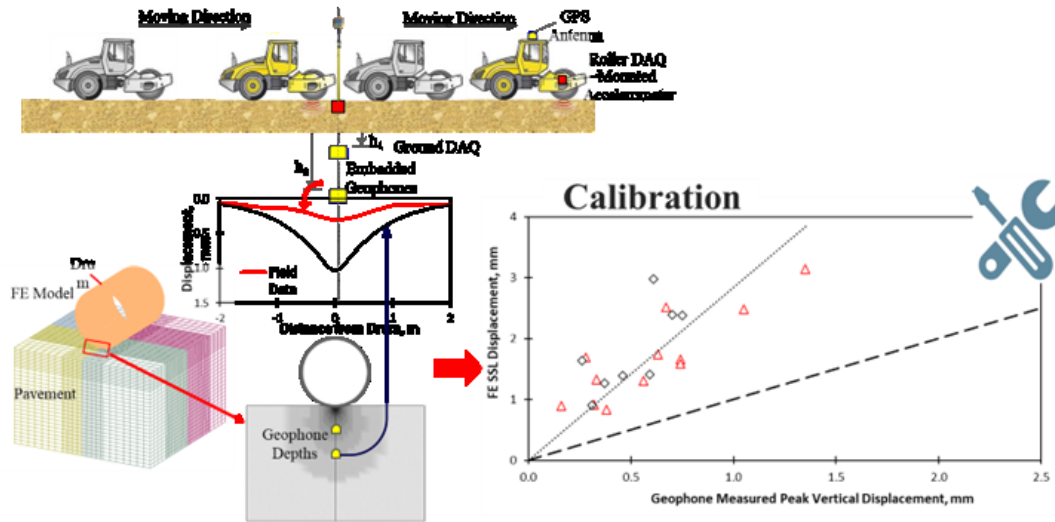 Moving Direction
Moving Direction
GPS
Antenna
Roller DAQ
-Mounted
Accelerometer
Ground DAQ
Embedded
Geophones
Displacement,
mm
0.0
0.5
1.0
1.5
-2
-1
0
1
2
Field
Data
Distance from Drum, m
Dru
m
FE Model
Pavement
Geophone
Depths
Calibration
FE SSL Displacement, mm
4
3
2
1
0
0.0
0.5
1.0
1.5
2.0
2.5
Geophone Measured Peak Vertical Displacement, mm